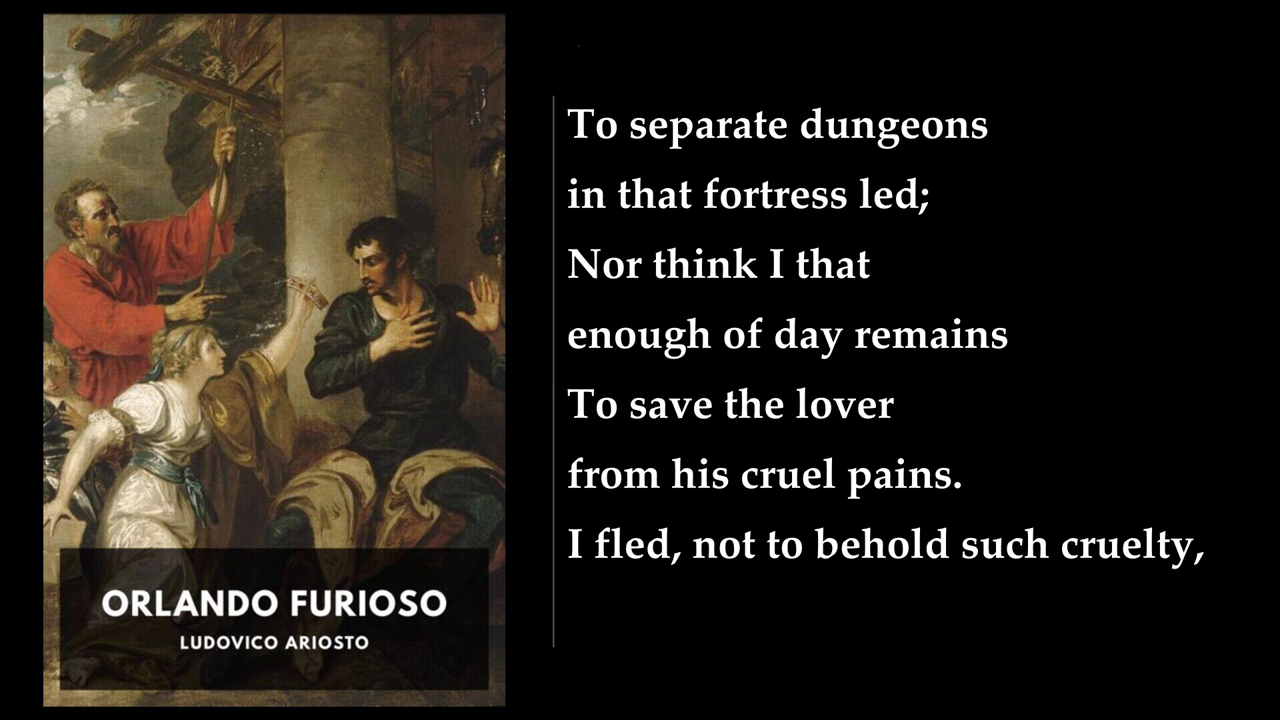 ORLANDO FURIOSO
LUDOVICO ARIOSTO
To separate dungeons
in that fortress led;
Nor think I that
enough of day remains
To save the lover
from his cruel pains.
I fled, not to behold such cruelty,